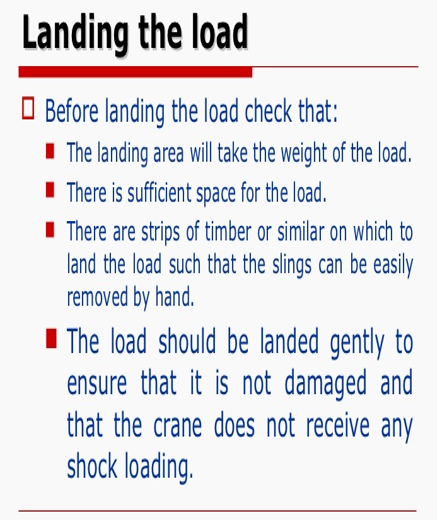 Landing the load
Before landing the load check that:
The landing area will take the weight of the load.
There is sufficient space for the load.
There are strips of timber or similar on which to
land the load such that the slings can be easily
removed by hand.
The load should be landed gently to
ensure that it is not damaged and
that the crane does not receive any
shock loading.